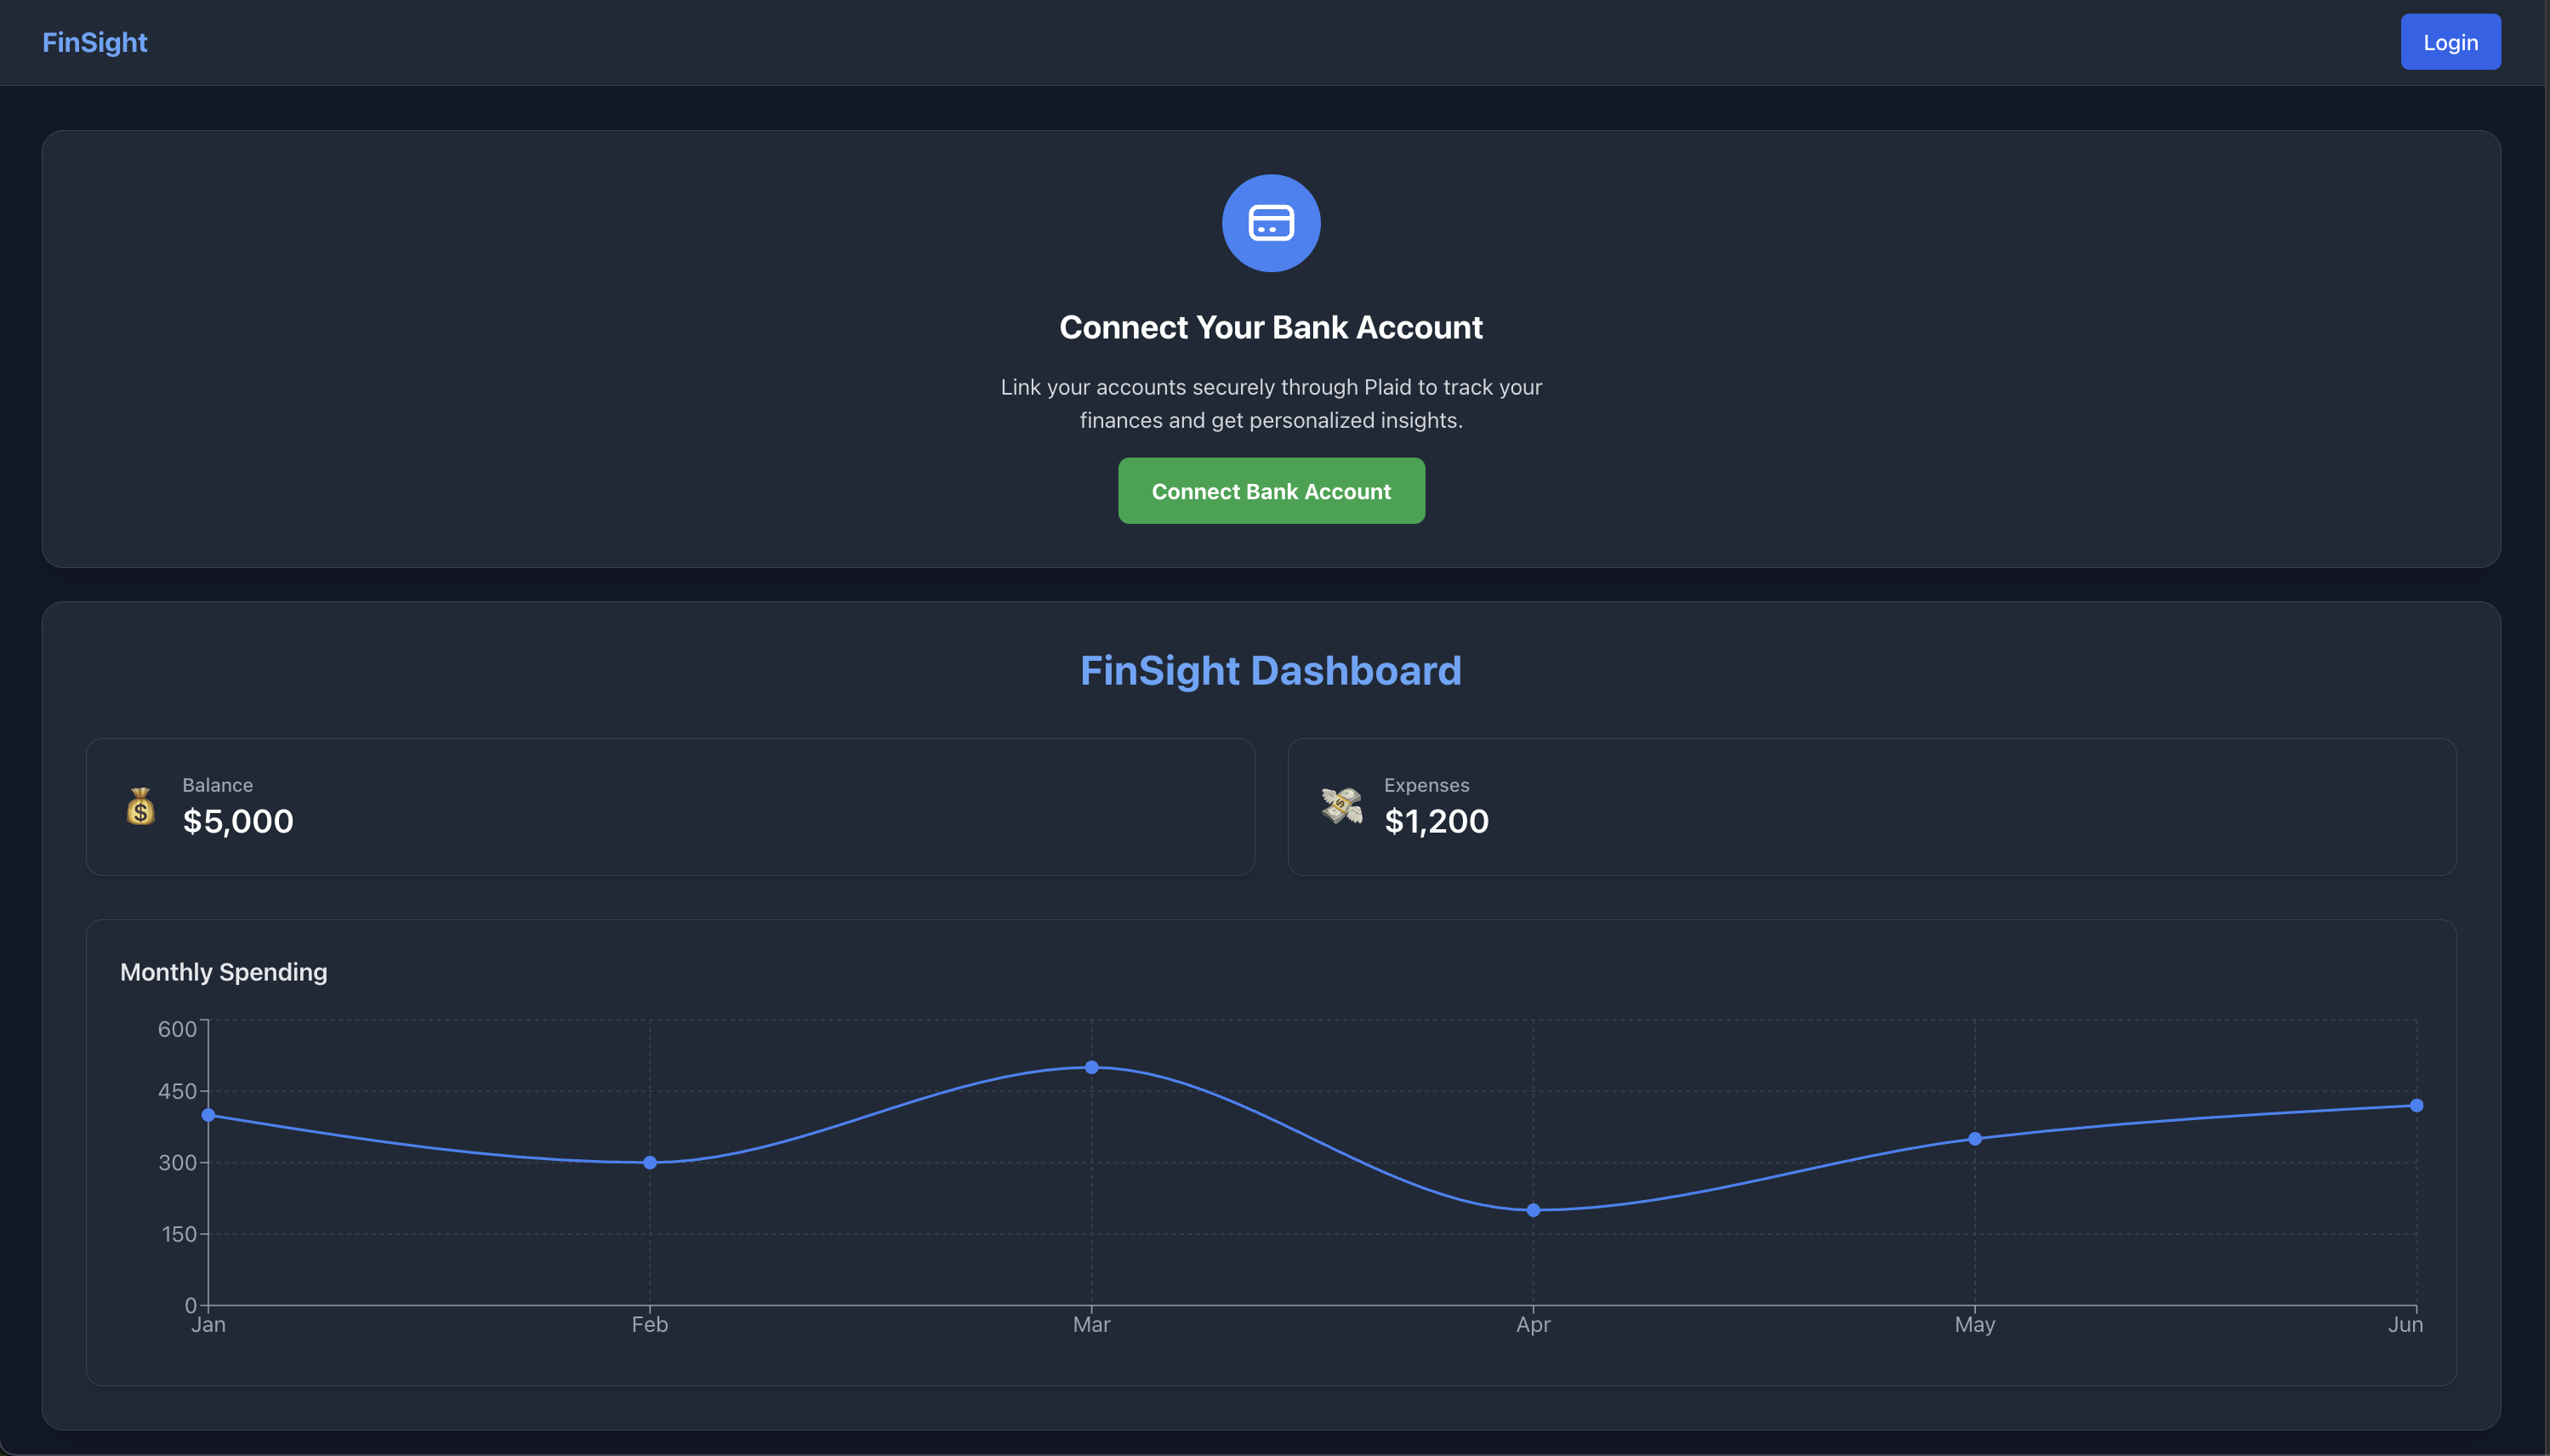 FinSight
Login
Connect Your Bank Account
Link your accounts securely through Plaid to track your
finances and get personalized insights.
Connect Bank Account
FinSight Dashboard
Balance
$5,000
Expenses
$1,200
Monthly Spending
600
450
300
150
0
Jan Feb Mar Apr May Jun